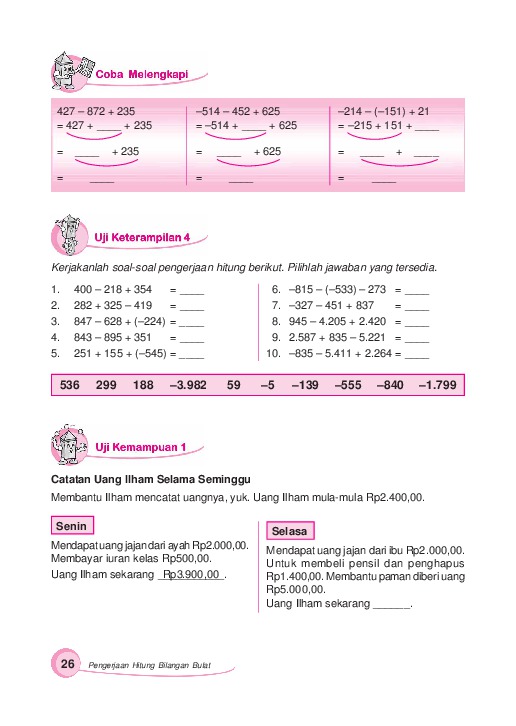 Coba Melengkapi
427 – 872 + 235
= 427 + ____ + 235
= ____ + 235
= ____
–514 – 452 + 625
= –514 + ____ + 625
= ____ + 625
= ____
–214 – (–151) + 21
= –215 + 151 + ____
= ____ + ____
= ____
Uji Keterampilan 4
Kerjakanlah soal-soal pengerjaan hitung berikut. Pilihlah jawaban yang tersedia.
1. 400 – 218 + 354 = ____
2. 282 + 325 – 419 = ____
3. 847 – 628 + (–224) = ____
4. 843 – 895 + 351 = ____
5. 251 + 155 + (–545) = ____
6. –815 – (–533) – 273 = ____
7. –327 – 451 + 837 = ____
8. 945 – 4.205 + 2.420 = ____
9. 2.587 + 835 – 5.221 = ____
10. –835 – 5.411 + 2.264 = ____
536 299 188 –3.982 59 –5 –139 –555 –840 –1.799
Uji Kemampuan 1
Catatan Uang Ilham Selama Seminggu
Membantu Ilham mencatat uangnya, yuk. Uang Ilham mula-mula Rp2.400,00.
Senin
Mendapat uang jajan dari ayah Rp2.000,00.
Membayar iuran kelas Rp500,00.
Uang Ilham sekarang Rp3.900,00 .
Selasa
Mendapat uang jajan dari ibu Rp2.000,00.
Untuk membeli pensil dan penghapus
Rp1.400,00. Membantu paman diberi uang
Rp5.000,00.
Uang Ilham sekarang ______.
26 Pengerjaan Hitung Bilangan Bulat